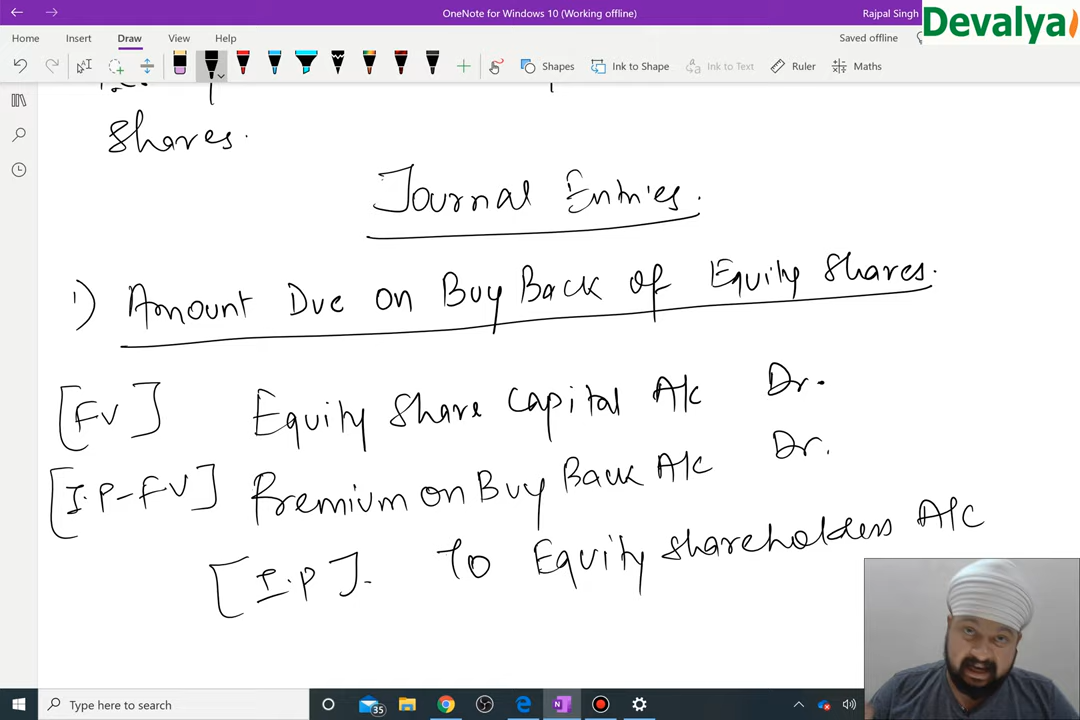 OneNote for Windows 10 (Working offline)
Rajpal Singh
Devalya
Home Insert Draw View Help
Saved offline
Shapes Ink to Shape Ink to Text Ruler Maths
Shares.
Journal Entries.
1) Amount Due on Buy Back of Equity Shares.
[FV] Equity Share Capital A/c Dr.
[I.P-FV] Premium on Buy Back A/c Dr.
[I.P]. To Equity Shareholders A/c
Type here to search
35